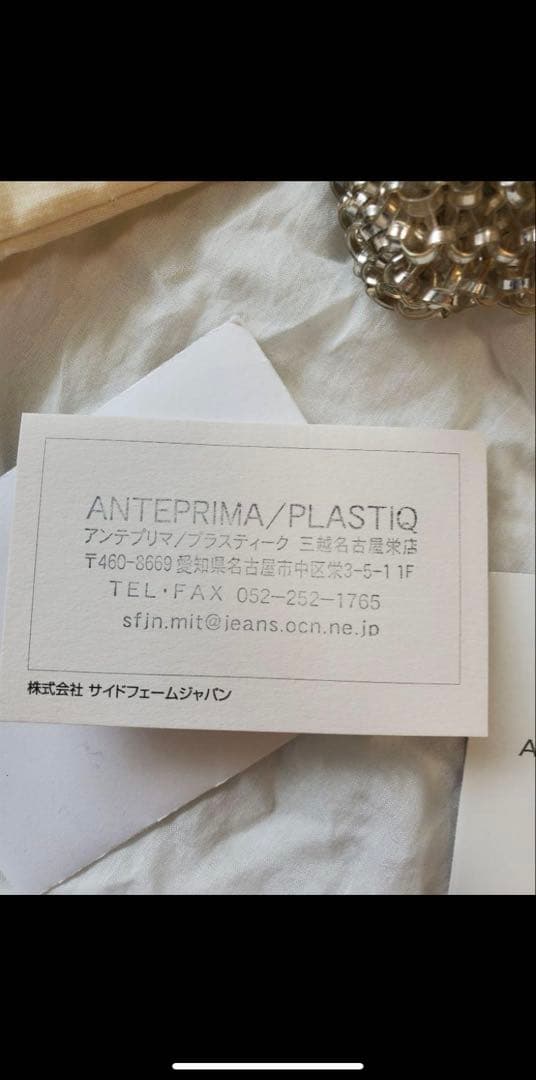 ANTEPRIMA/PLASTIQ
アンテプリマ/プラスティーク 三越名古屋栄店
〒460-8669 愛知県名古屋市中区栄3-5-1 1F
TEL・FAX 052-252-1765
sfjn.mit@jeans.ocn.ne.jp
株式会社 サイドフェームジャパン
A